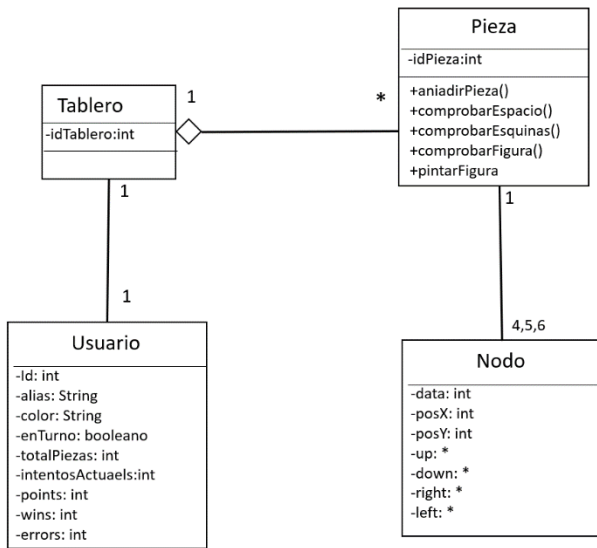 Pieza
-idPieza:int
+aniadirPieza()
+comprobarEspacio()
+comprobarEsquinas()
+comprobarFigura()
+pintarFigura
Tablero
-idTablero:int
1
*
1
1
1
4,5,6
Usuario
-Id: int
-alias: String
-color: String
-enTurno: booleano
-totalPiezas: int
-intentosActuaels:int
-points: int
-wins: int
-errors: int
Nodo
-data: int
-posX: int
-posY: int
-up: *
-down: *
-right: *
-left: *